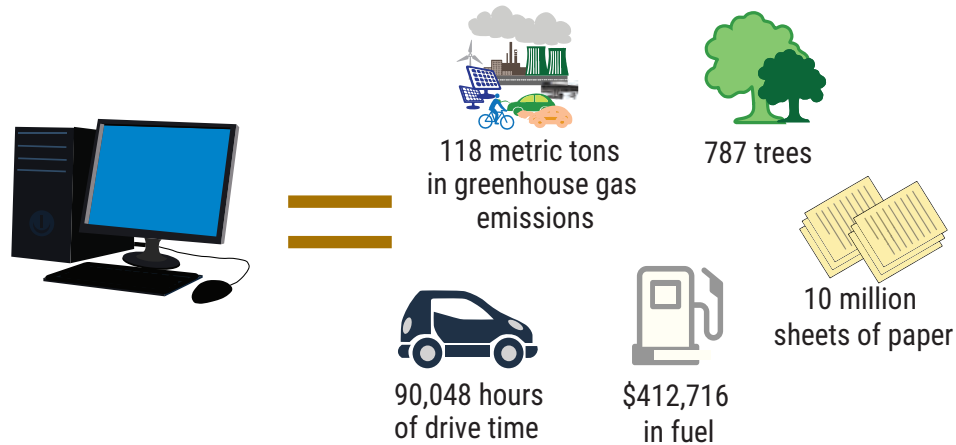 118 metric tons
in greenhouse gas
emissions
787 trees
10 million
sheets of paper
90,048 hours
of drive time
$412,716
in fuel